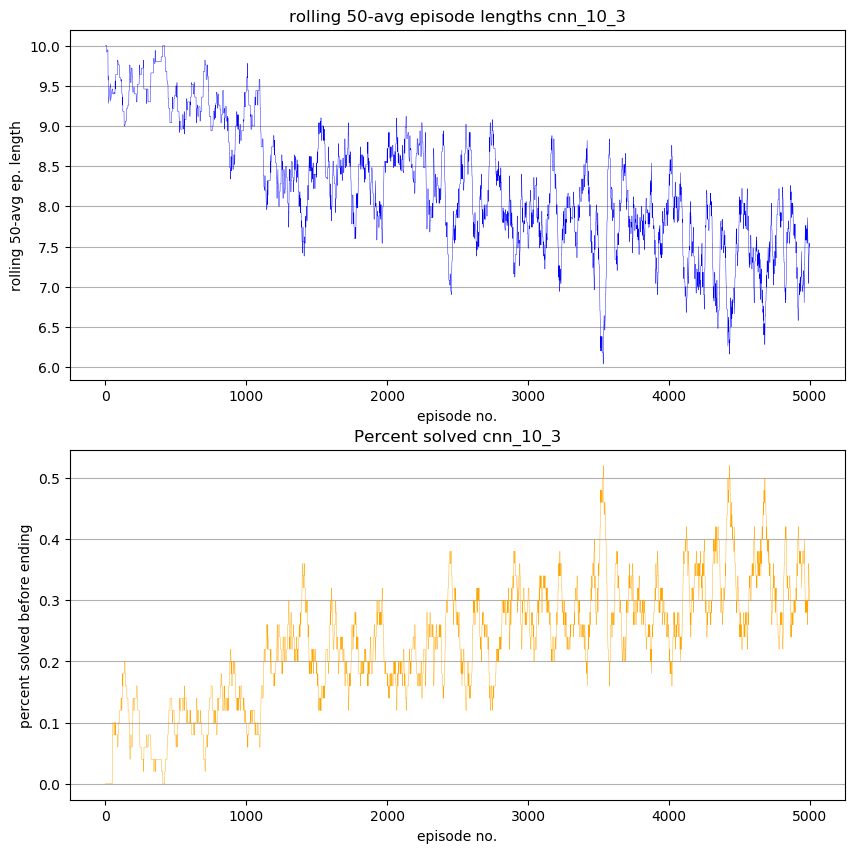 rolling 50-avg episode lengths cnn_10_3
10.0
9.5
9.0
8.5
8.0
7.5
7.0
6.5
6.0
rolling 50-avg ep. length
0 1000 2000 3000 4000 5000
episode no.
Percent solved cnn_10_3
0.5
0.4
0.3
0.2
0.1
0.0
percent solved before ending
0 1000 2000 3000 4000 5000
episode no.